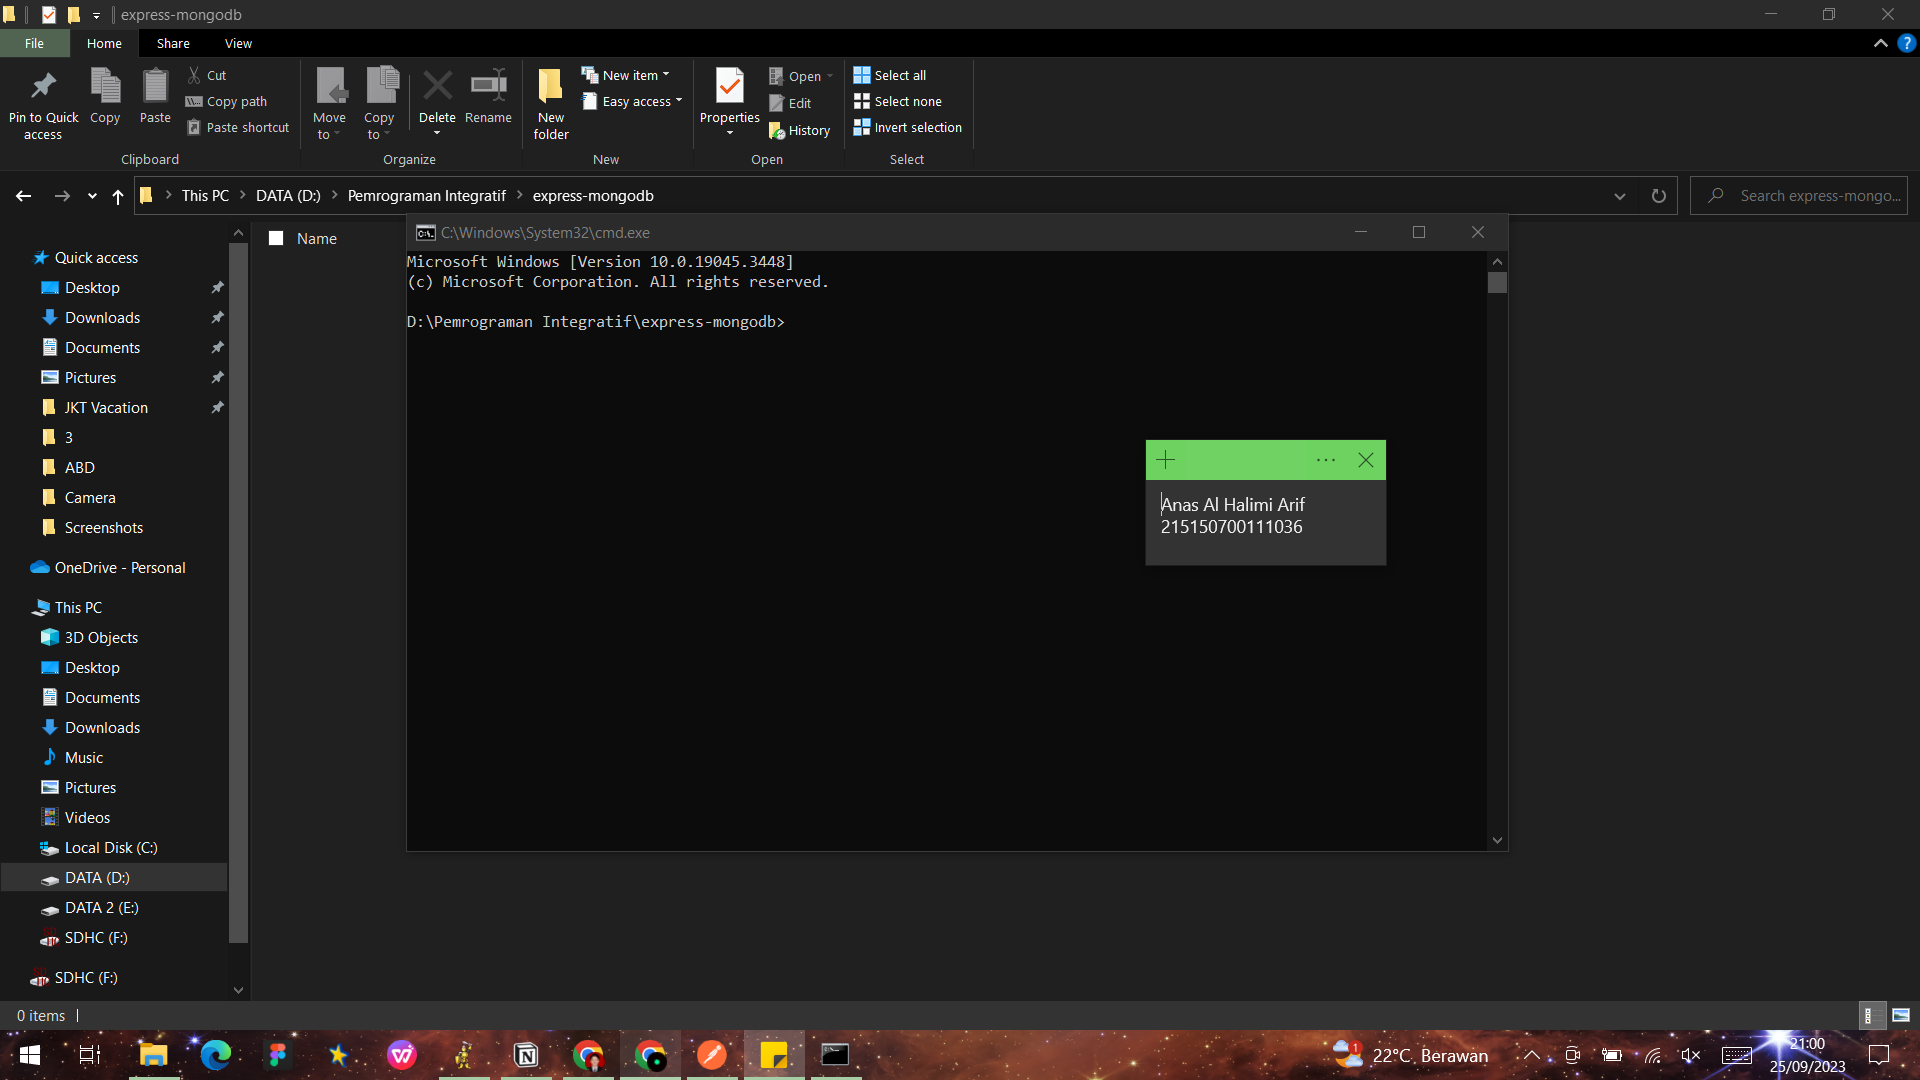 express-mongodb
File
Home
Share
View
Pin to Quick access
Copy
Paste
Cut
Copy path
Paste shortcut
Clipboard
Move to
Copy to
Delete
Rename
Organize
New folder
New item
Easy access
New
Properties
Open
Edit
History
Open
Select all
Select none
Invert selection
Select
This PC > DATA (D:) > Pemrograman Integratif > express-mongodb
Search express-mongo...
Quick access
Desktop
Downloads
Documents
Pictures
JKT Vacation
3
ABD
Camera
Screenshots
OneDrive - Personal
This PC
3D Objects
Desktop
Documents
Downloads
Music
Pictures
Videos
Local Disk (C:)
DATA (D:)
DATA 2 (E:)
SDHC (F:)
SDHC (F:)
Name
C:\Windows\System32\cmd.exe
Microsoft Windows [Version 10.0.19045.3448]
(c) Microsoft Corporation. All rights reserved.
D:\Pemrograman Integratif\express-mongodb>
Anas Al Halimi Arif
215150700111036
0 items
22°C Berawan
21:00
25/09/2023